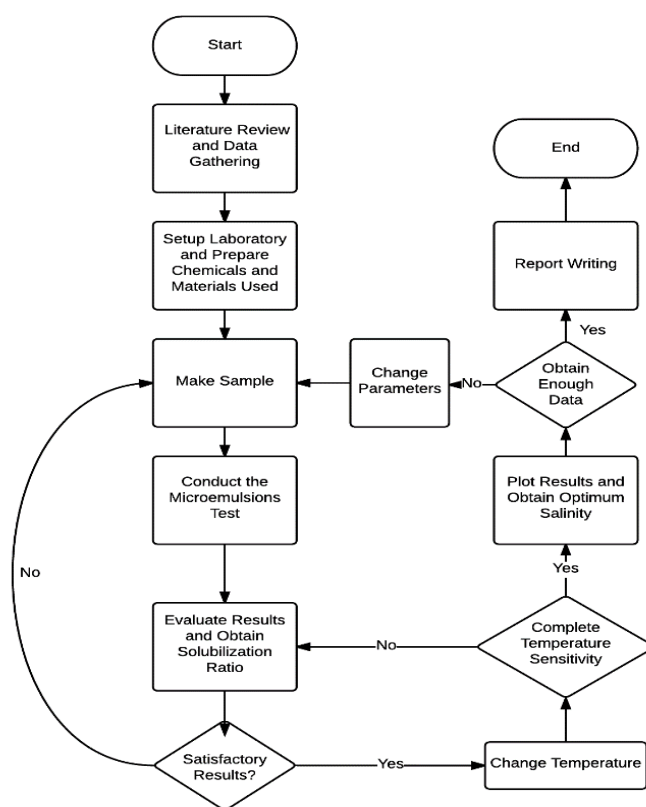 Start
Literature Review
and Data
Gathering
Setup Laboratory
and Prepare
Chemicals and
Materials Used
Make Sample
Conduct the
Microemulsions
Test
Evaluate Results
and Obtain
Solubilization
Ratio
Satisfactory
Results?
No
Yes
Change Temperature
Complete
Temperature
Sensitivity
No
Yes
Plot Results and
Obtain Optimum
Salinity
Obtain
Enough
Data
No
Change
Parameters
Yes
Report Writing
End